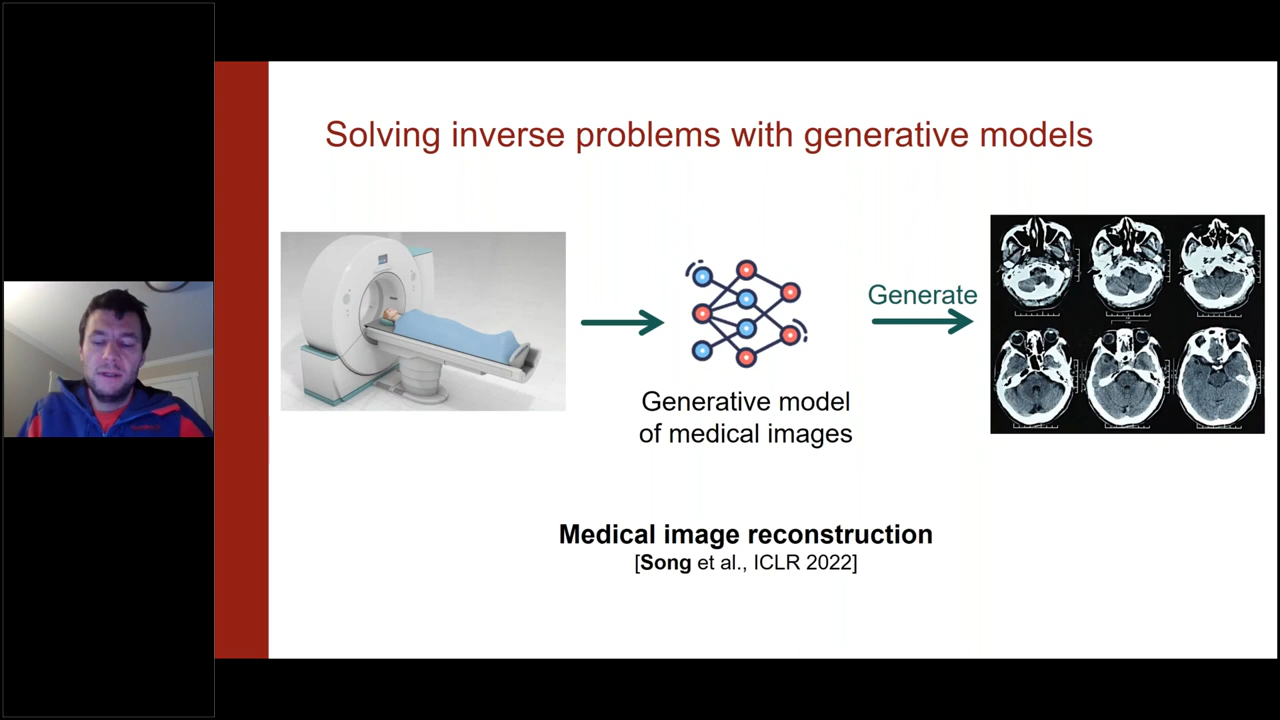 Solving inverse problems with generative models
Generate
Generative model
of medical images
Medical image reconstruction
[Song et al., ICLR 2022]